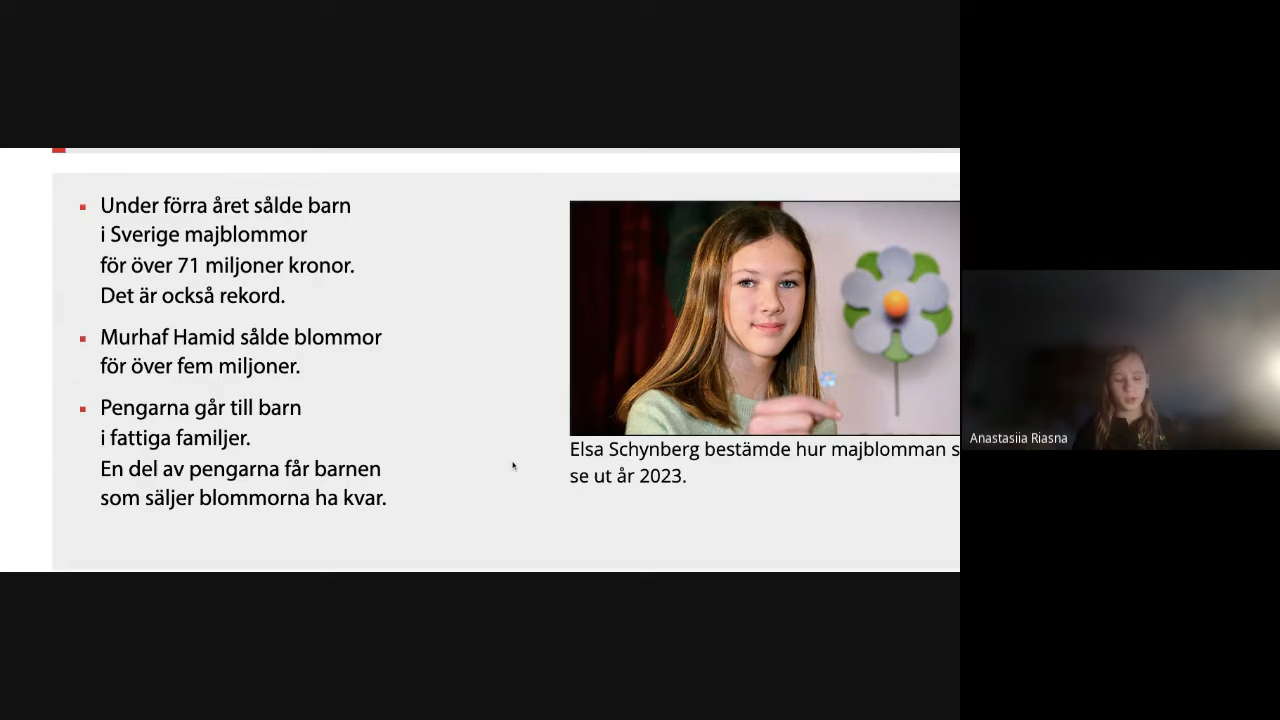 Under förra året sålde barn
i Sverige majblommor
för över 71 miljoner kronor.
Det är också rekord.
Murhaf Hamid sålde blommor
för över fem miljoner.
Pengarna går till barn
i fattiga familjer.
En del av pengarna får barnen
som säljer blommorna ha kvar.
Elsa Schynberg bestämde hur majblomman s
se ut år 2023.
Anastasiia Riasna